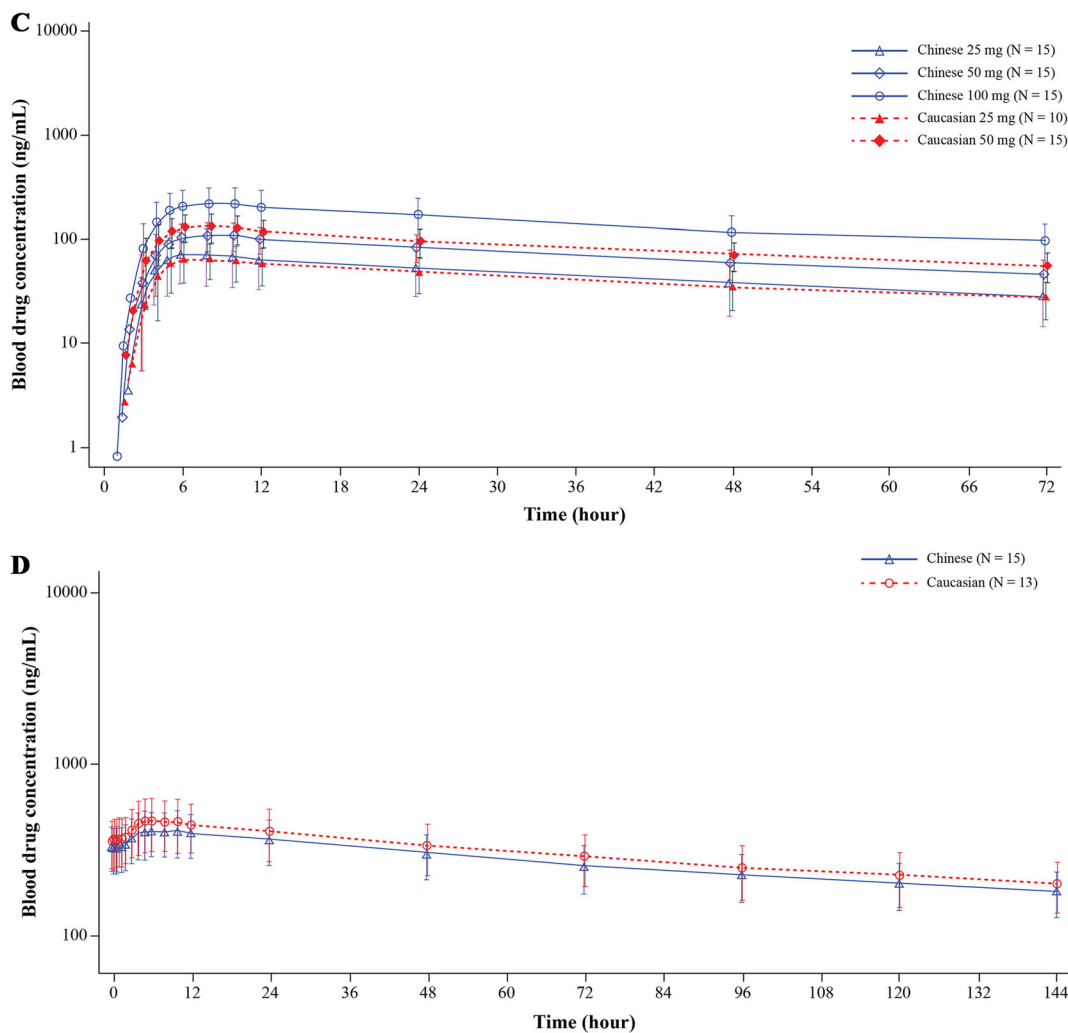 C
10000
1000
100
10
1
Blood drug concentration (ng/mL)
Chinese 25 mg (N = 15)
Chinese 50 mg (N = 15)
Chinese 100 mg (N = 15)
Caucasian 25 mg (N = 10)
Caucasian 50 mg (N = 15)
0 6 12 18 24 30 36 42 48 54 60 66 72
Time (hour)
D
Chinese (N = 15)
Caucasian (N = 13)
10000
1000
100
Blood drug concentration (ng/mL)
0 12 24 36 48 60 72 84 96 108 120 132 144
Time (hour)